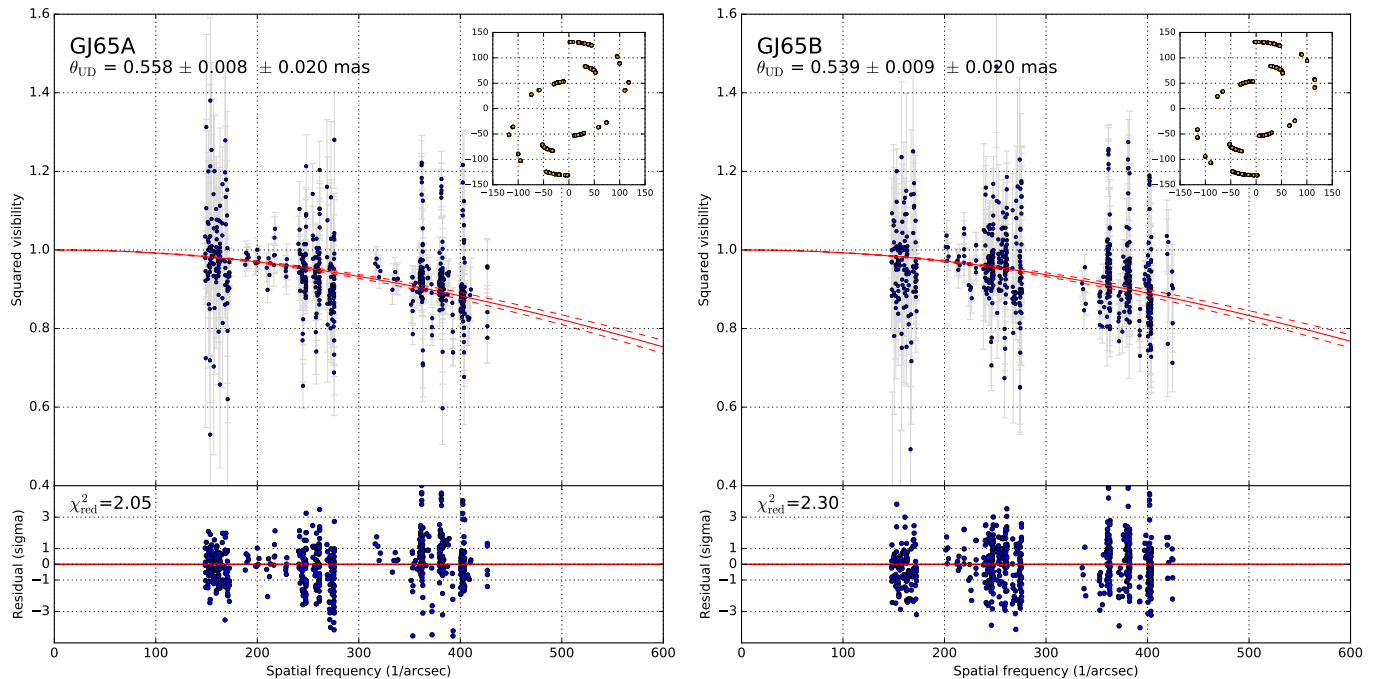 GJ65A
θUD = 0.558 ± 0.008 ± 0.020 mas
1.6
1.4
1.2
1.0
0.8
0.6
0.4
Squared visibility
150
100
50
0
−50
−100
−150
−150 −100 −50 0 50 100 150
χ²red=2.05
3
1
0
−1
−3
Residual (sigma)
0 100 200 300 400 500 600
Spatial frequency (1/arcsec)
GJ65B
θUD = 0.539 ± 0.009 ± 0.020 mas
1.6
1.4
1.2
1.0
0.8
0.6
0.4
Squared visibility
150
100
50
0
−50
−100
−150
−150 −100 −50 0 50 100 150
χ²red=2.30
3
1
0
−1
−3
Residual (sigma)
0 100 200 300 400 500 600
Spatial frequency (1/arcsec)